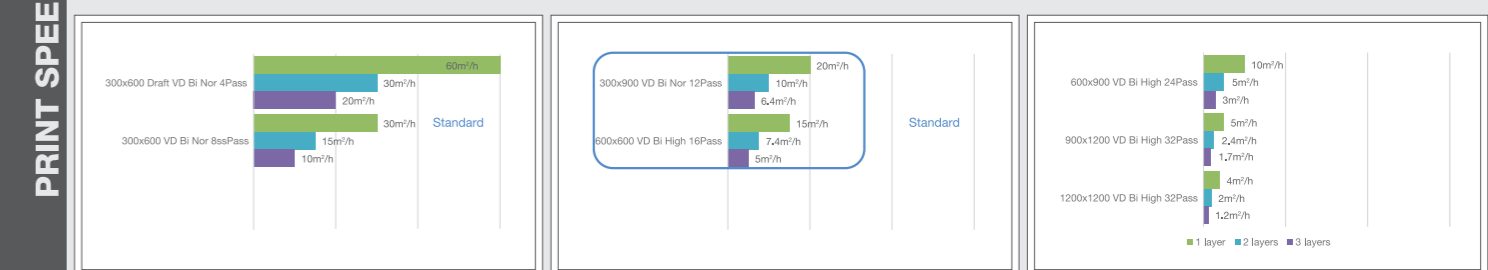 PRINT SPEE
300x600 Draft VD Bi Nor 4Pass
60m²/h
30m²/h
20m²/h
300x600 VD Bi Nor 8ssPass
30m²/h
15m²/h
10m²/h
Standard
300x900 VD Bi Nor 12Pass
20m²/h
10m²/h
6.4m²/h
600x600 VD Bi High 16Pass
15m²/h
7.4m²/h
5m²/h
Standard
600x900 VD Bi High 24Pass
10m²/h
5m²/h
3m²/h
900x1200 VD Bi High 32Pass
5m²/h
2.4m²/h
1.7m²/h
1200x1200 VD Bi High 32Pass
4m²/h
2m²/h
1.2m²/h
1 layer 2 layers 3 layers